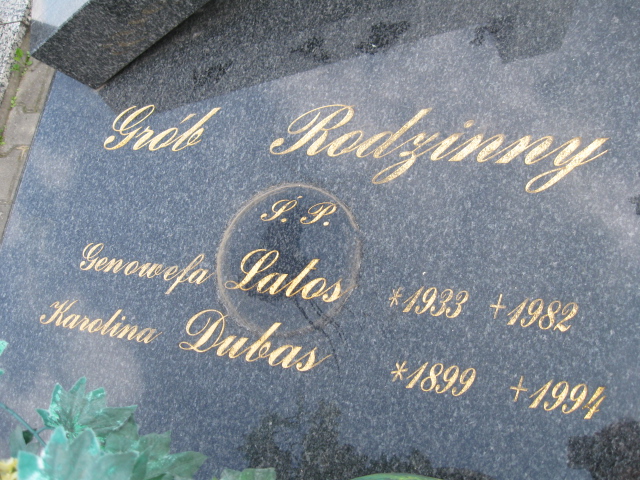 Grób Rodzinny
Ś. P.
Genowefa Latos *1933 +1982
Karolina Dubas *1899 +1994